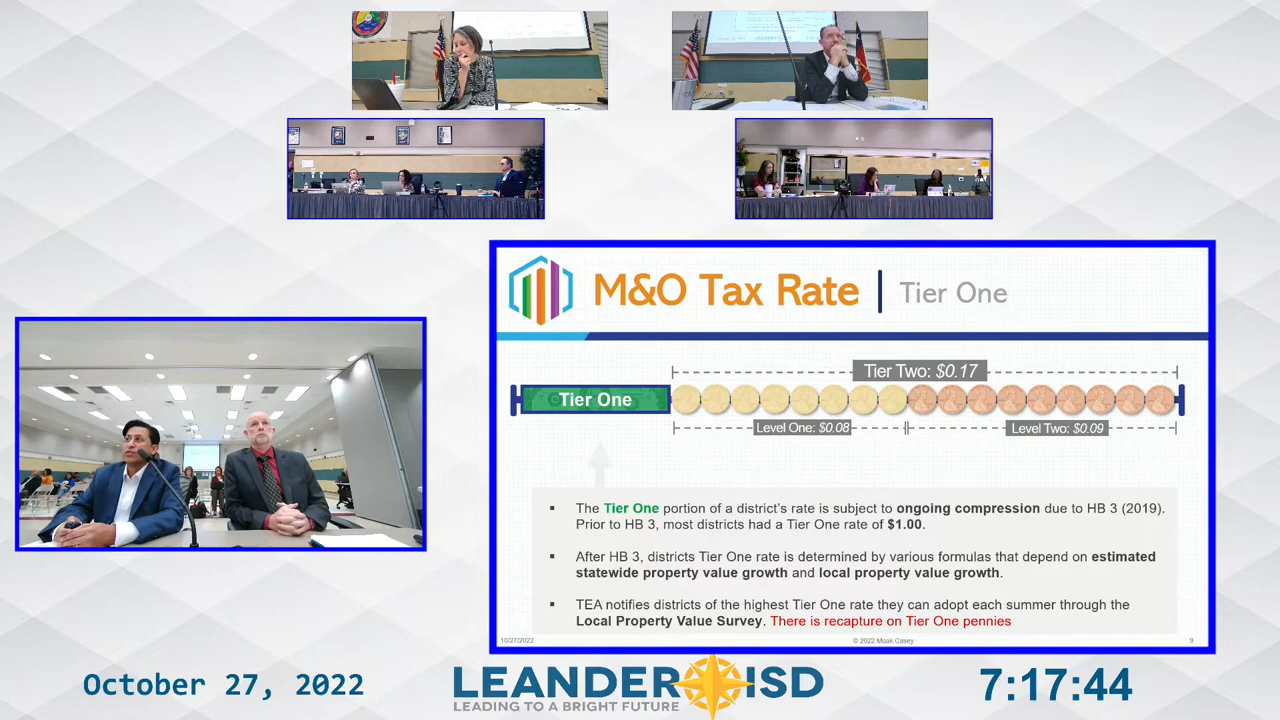 M&O Tax Rate | Tier One
Tier Two: $0.17
Tier One
Level One: $0.08
Level Two: $0.09
▪ The Tier One portion of a district's rate is subject to ongoing compression due to HB 3 (2019).
Prior to HB 3, most districts had a Tier One rate of $1.00.
▪ After HB 3, districts Tier One rate is determined by various formulas that depend on estimated
statewide property value growth and local property value growth.
▪ TEA notifies districts of the highest Tier One rate they can adopt each summer through the
Local Property Value Survey. There is recapture on Tier One pennies
10/27/2022
© 2022 Moak Casey
9
October 27, 2022
LEANDER ISD
LEADING TO A BRIGHT FUTURE
7:17:44